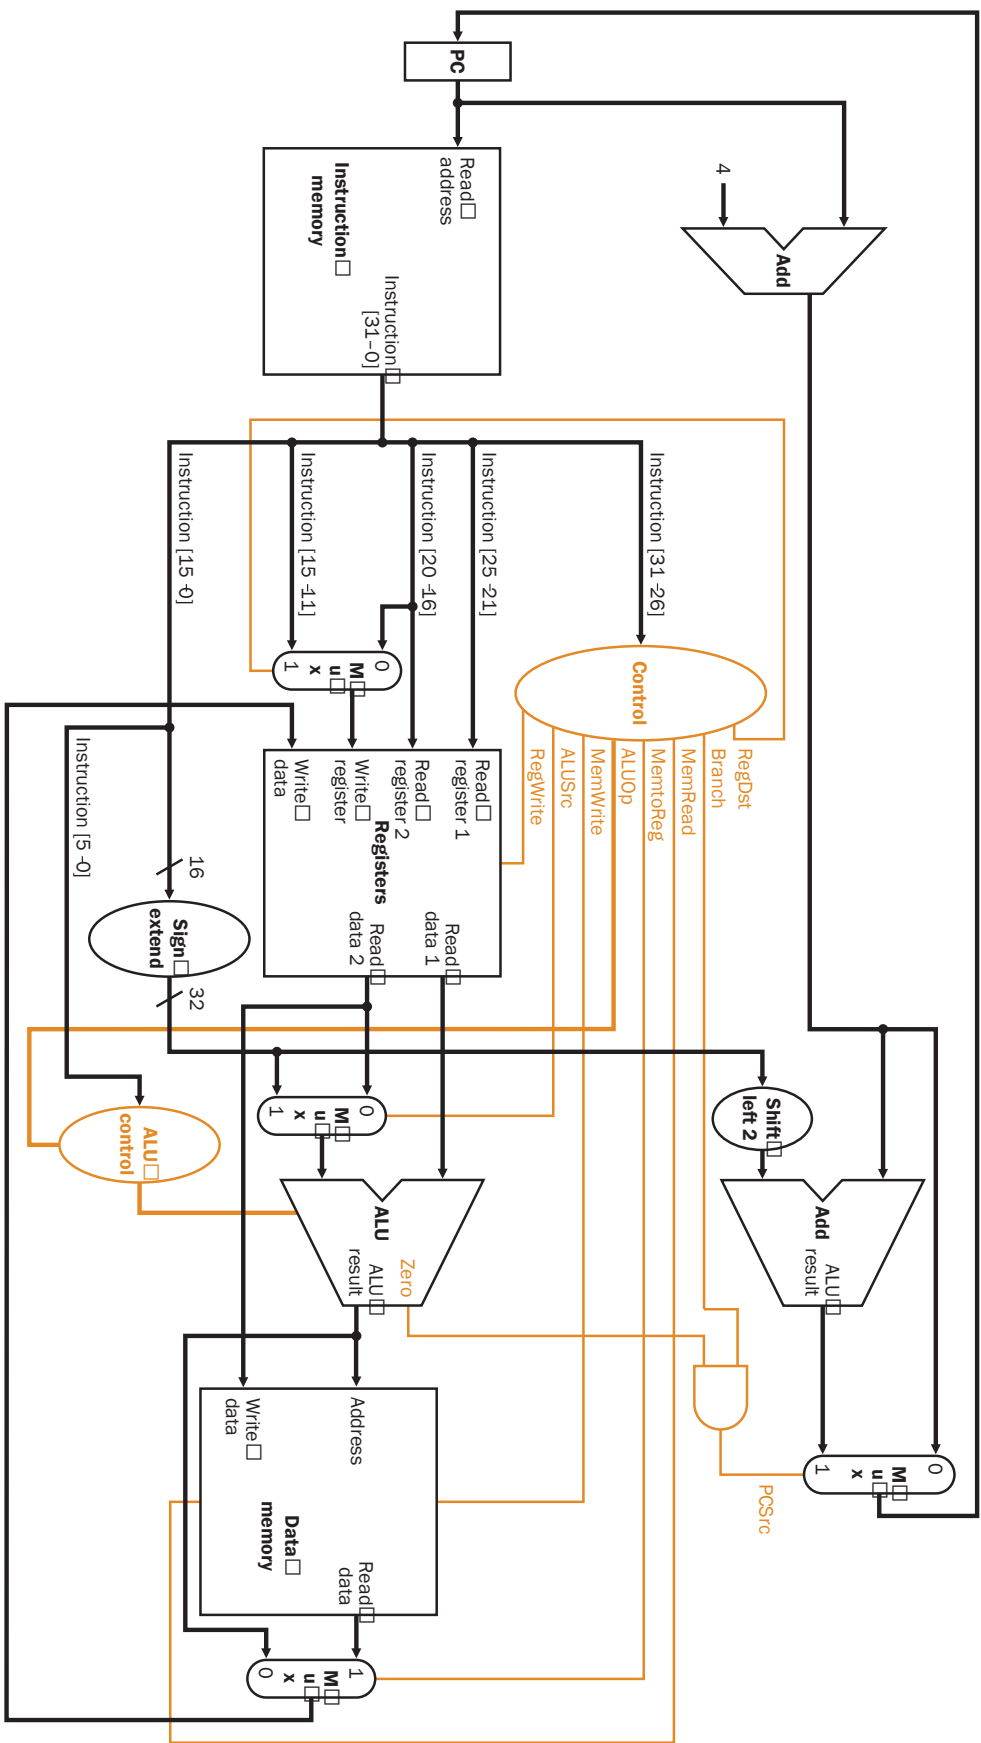 PC
4
Add
Read
address
Instruction
memory
Instruction
[31–0]
Instruction [31-26]
Instruction [25-21]
Instruction [20-16]
Instruction [15-11]
Instruction [15-0]
Control
0
M
u
x
1
RegDst
Branch
MemRead
MemtoReg
ALUOp
MemWrite
ALUSrc
RegWrite
Read
register 1
Read
register 2
Write
register
Write
data
Registers
Read
data 1
Read
data 2
Instruction [5-0]
16
Sign
extend
32
0
M
u
x
1
Shift
left 2
ALU
control
Add
ALU
result
ALU
Zero
ALU
result
0
M
u
x
1
PCSrc
Address
Write
data
Data
memory
Read
data
1
M
u
x
0